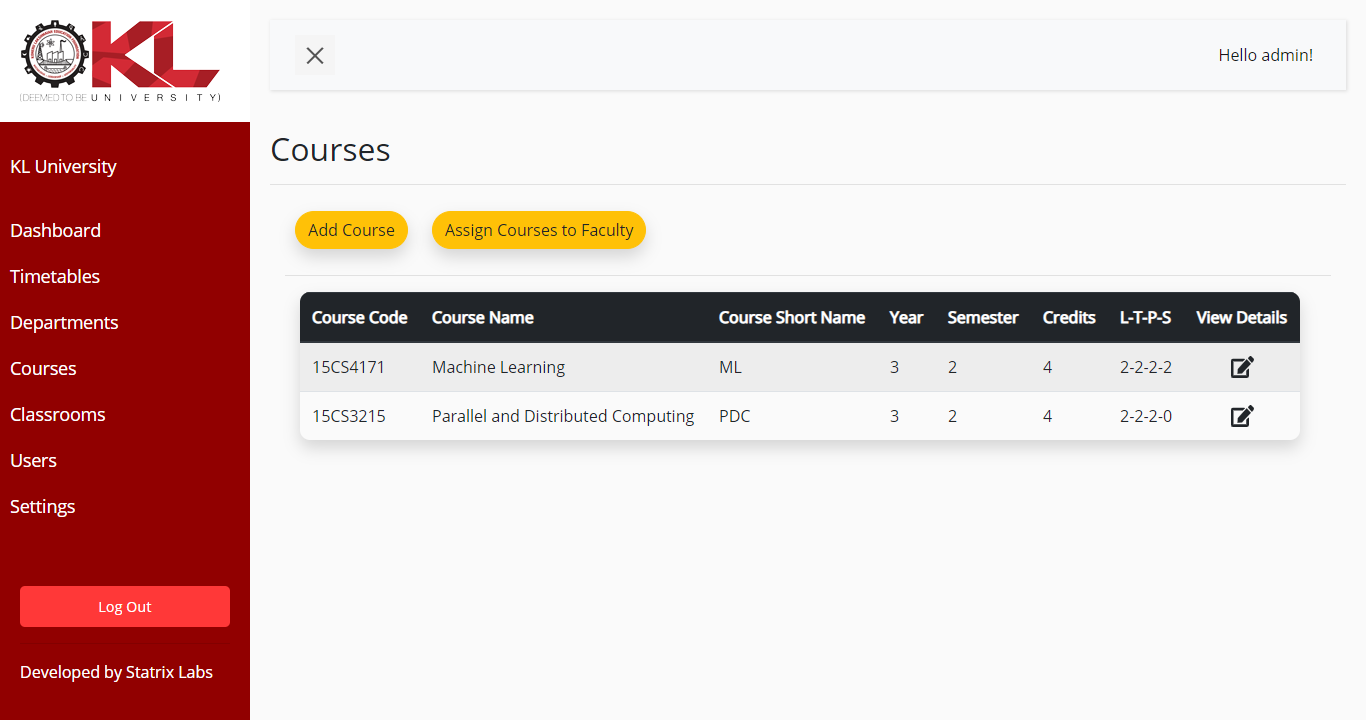 KL
(DEEMED TO BE UNIVERSITY)
KL University
Dashboard
Timetables
Departments
Courses
Classrooms
Users
Settings
Log Out
Developed by Statrix Labs
Hello admin!
Courses
Add Course Assign Courses to Faculty
Course Code Course Name Course Short Name Year Semester Credits L-T-P-S View Details
15CS4171 Machine Learning ML 3 2 4 2-2-2-2
15CS3215 Parallel and Distributed Computing PDC 3 2 4 2-2-2-0